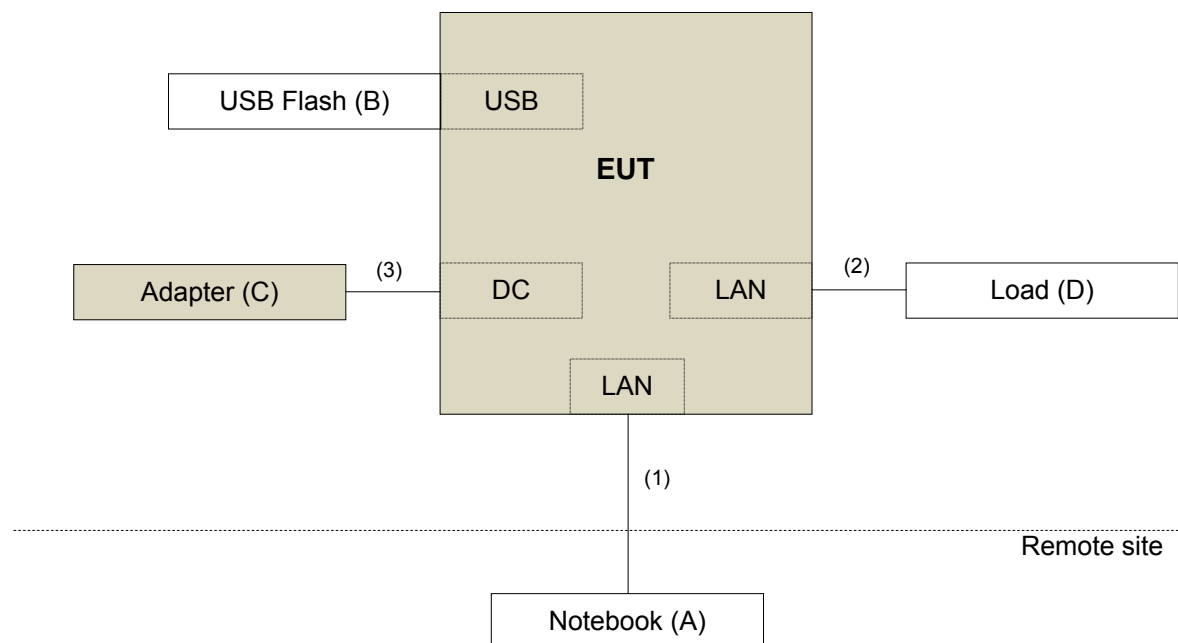 USB Flash (B)
USB
EUT
Adapter (C)
(3)
DC
LAN
(2)
Load (D)
LAN
(1)
Remote site
Notebook (A)